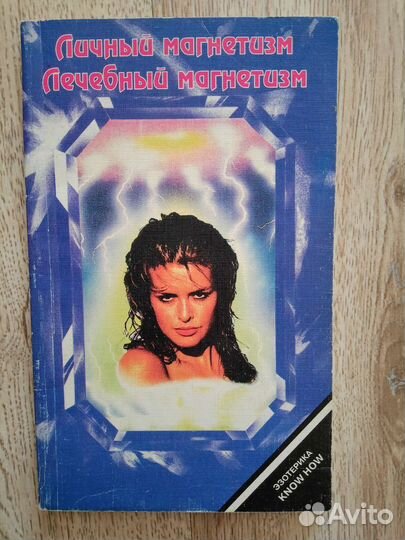 Личный магнетизм
Лечебный магнетизм
ЭЗОТЕРИКА
KNOW HOW
Avito